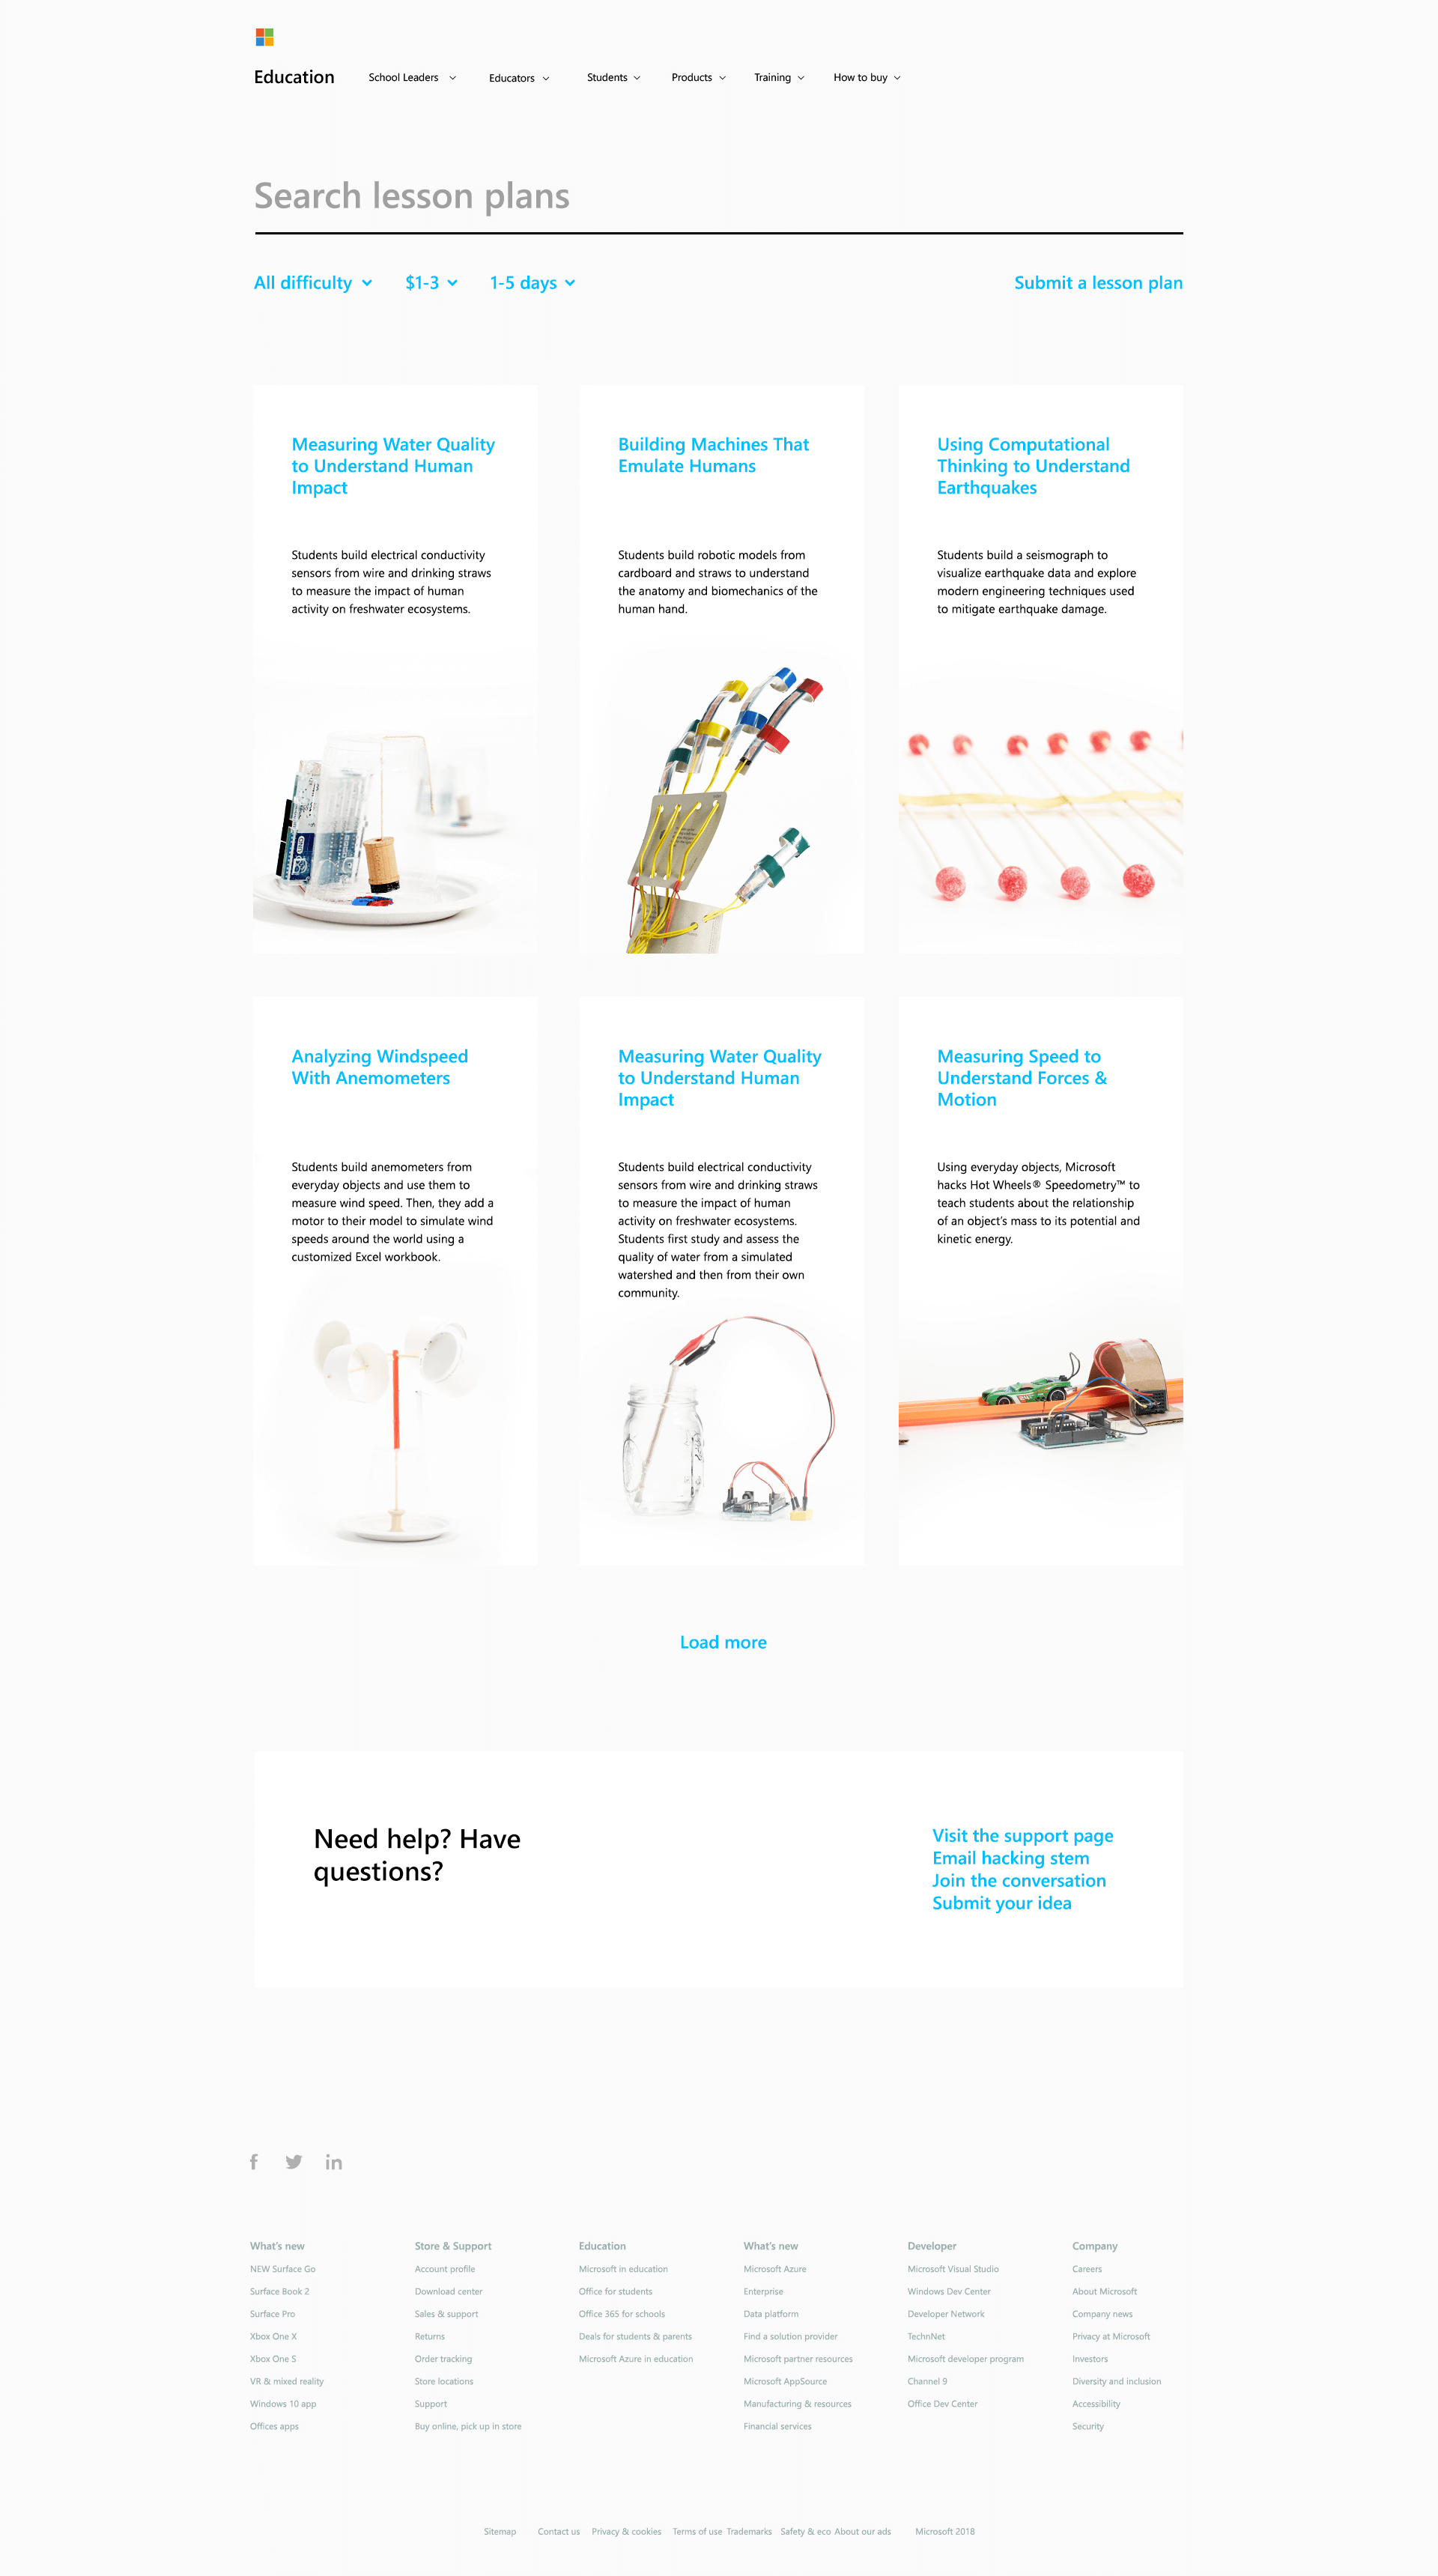 Education
School Leaders
Educators
Students
Products
Training
How to buy
Search lesson plans
All difficulty
$1-3
1-5 days
Submit a lesson plan
Measuring Water Quality
to Understand Human
Impact
Students build electrical conductivity
sensors from wire and drinking straws
to measure the impact of human
activity on freshwater ecosystems.
Building Machines That
Emulate Humans
Students build robotic models from
cardboard and straws to understand
the anatomy and biomechanics of the
human hand.
Using Computational
Thinking to Understand
Earthquakes
Students build a seismograph to
visualize earthquake data and explore
modern engineering techniques used
to mitigate earthquake damage.
Analyzing Windspeed
With Anemometers
Students build anemometers from
everyday objects and use them to
measure wind speed. Then, they add a
motor to their model to simulate wind
speeds around the world using a
customized Excel workbook.
Measuring Water Quality
to Understand Human
Impact
Students build electrical conductivity
sensors from wire and drinking straws
to measure the impact of human
activity on freshwater ecosystems.
Students first study and assess the
quality of water from a simulated
watershed and then from their own
community.
Measuring Speed to
Understand Forces &
Motion
Using everyday objects, Microsoft
hacks Hot Wheels® Speedometry™ to
teach students about the relationship
of an object's mass to its potential and
kinetic energy.
Load more
Need help? Have
questions?
Visit the support page
Email hacking stem
Join the conversation
Submit your idea
What's new
NEW Surface Go
Surface Book 2
Surface Pro
Xbox One X
Xbox One S
VR & mixed reality
Windows 10 app
Offices apps
Store & Support
Account profile
Download center
Sales & support
Returns
Order tracking
Store locations
Support
Buy online, pick up in store
Education
Microsoft in education
Office for students
Office 365 for schools
Deals for students & parents
Microsoft Azure in education
What's new
Microsoft Azure
Enterprise
Data platform
Find a solution provider
Microsoft partner resources
Microsoft AppSource
Manufacturing & resources
Financial services
Developer
Microsoft Visual Studio
Windows Dev Center
Developer Network
TechnNet
Microsoft developer program
Channel 9
Office Dev Center
Company
Careers
About Microsoft
Company news
Privacy at Microsoft
Investors
Diversity and inclusion
Accessibility
Security
Sitemap
Contact us
Privacy & cookies
Terms of use
Trademarks
Safety & eco
About our ads
Microsoft 2018